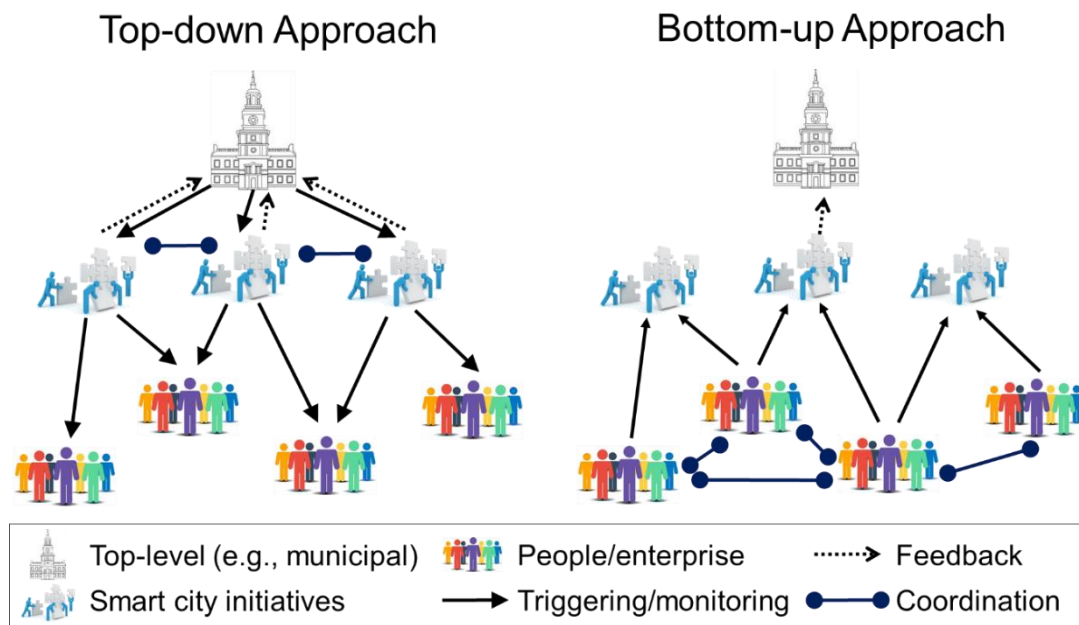 Top-down Approach
Bottom-up Approach
Top-level (e.g., municipal)
People/enterprise
Feedback
Smart city initiatives
Triggering/monitoring
Coordination